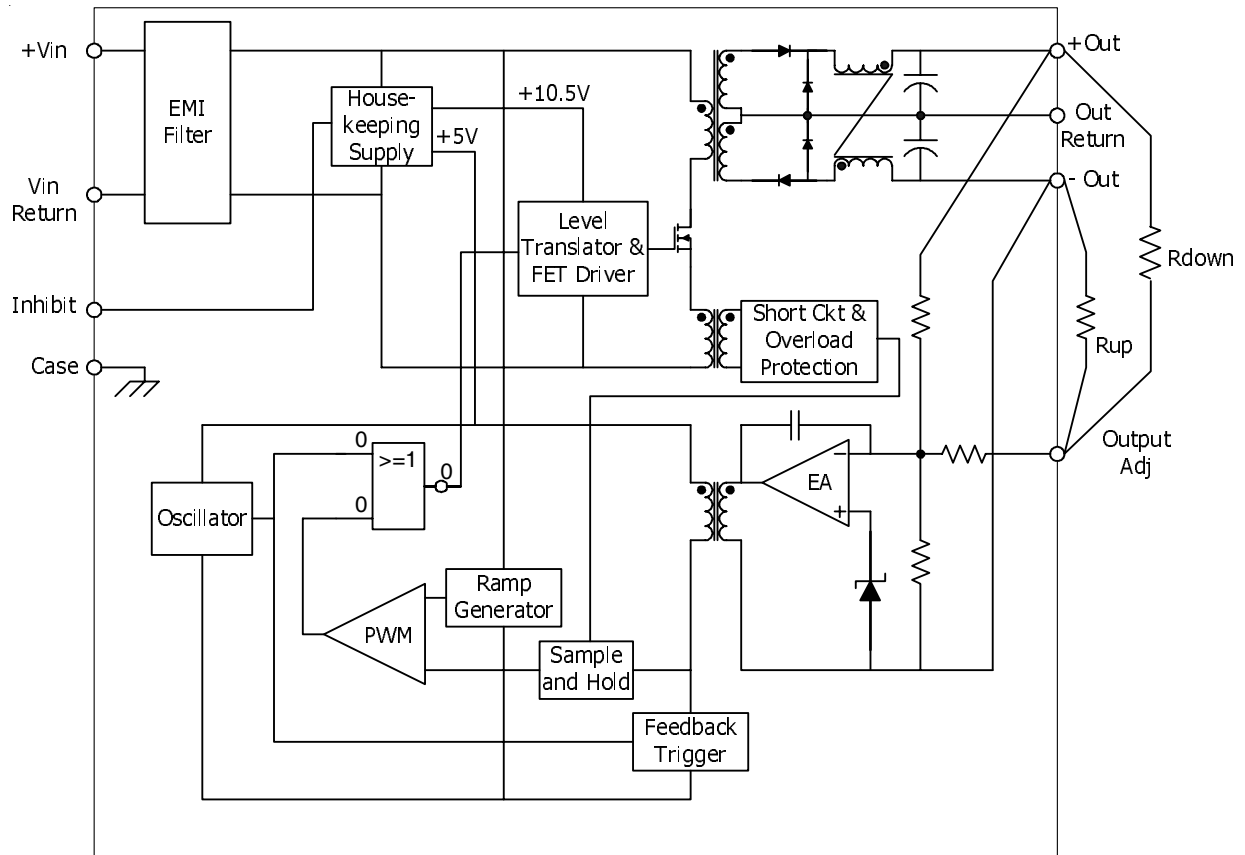 +Vin
EMI
Filter
House-
keeping
Supply
+10.5V
+5V
+Out
Out
Return
- Out
Vin
Return
Level
Translator &
FET Driver
Rdown
Inhibit
Short Ckt &
Overload
Protection
Rup
Case
0
>=1
0
0
EA
−
+
Output
Adj
Oscillator
Ramp
Generator
PWM
Sample
and Hold
Feedback
Trigger